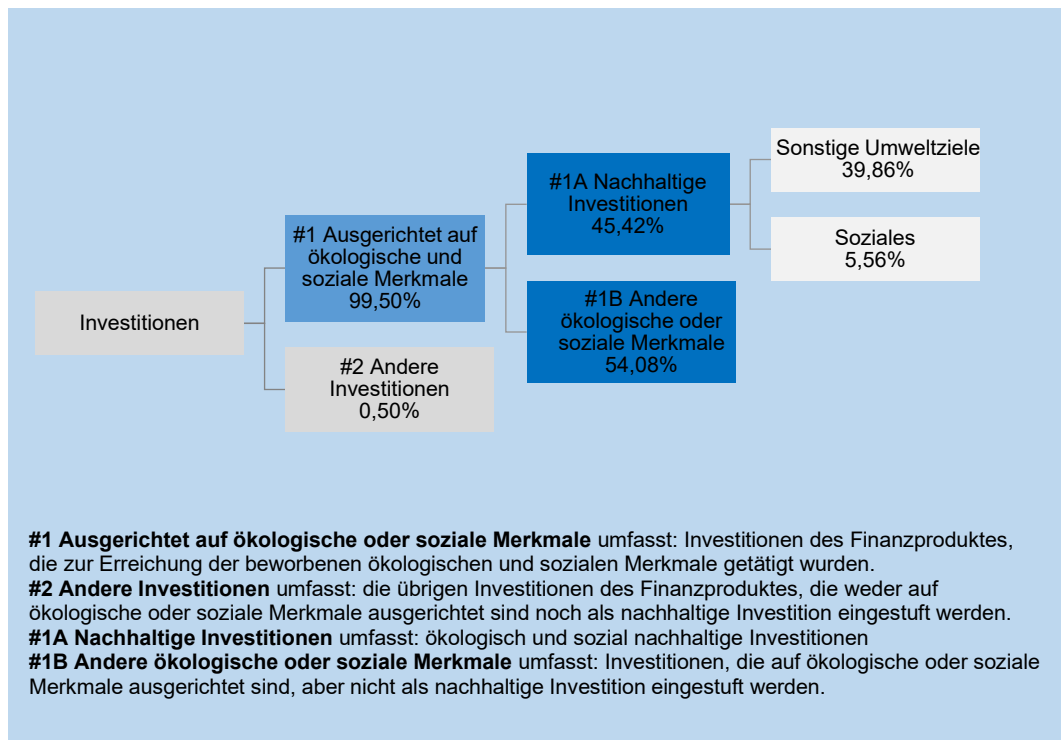 Investitionen
#1 Ausgerichtet auf
ökologische und
soziale Merkmale
99,50%
#2 Andere
Investitionen
0,50%
#1A Nachhaltige
Investitionen
45,42%
#1B Andere
ökologische oder
soziale Merkmale
54,08%
Sonstige Umweltziele
39,86%
Soziales
5,56%
#1 Ausgerichtet auf ökologische oder soziale Merkmale umfasst: Investitionen des Finanzproduktes,
die zur Erreichung der beworbenen ökologischen und sozialen Merkmale getätigt wurden.
#2 Andere Investitionen umfasst: die übrigen Investitionen des Finanzproduktes, die weder auf
ökologische oder soziale Merkmale ausgerichtet sind noch als nachhaltige Investition eingestuft werden.
#1A Nachhaltige Investitionen umfasst: ökologisch und sozial nachhaltige Investitionen
#1B Andere ökologische oder soziale Merkmale umfasst: Investitionen, die auf ökologische oder soziale
Merkmale ausgerichtet sind, aber nicht als nachhaltige Investition eingestuft werden.